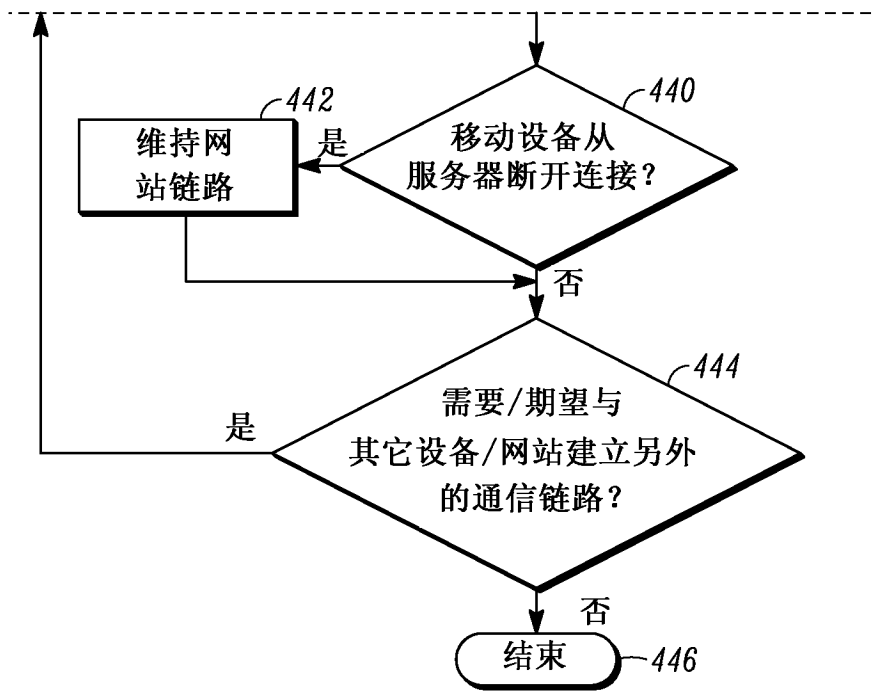 440
移动设备从
服务器断开连接?
442
维持网
站链路
是
否
444
需要/期望与
其它设备/网站建立另外
的通信链路?
是
否
结束
446